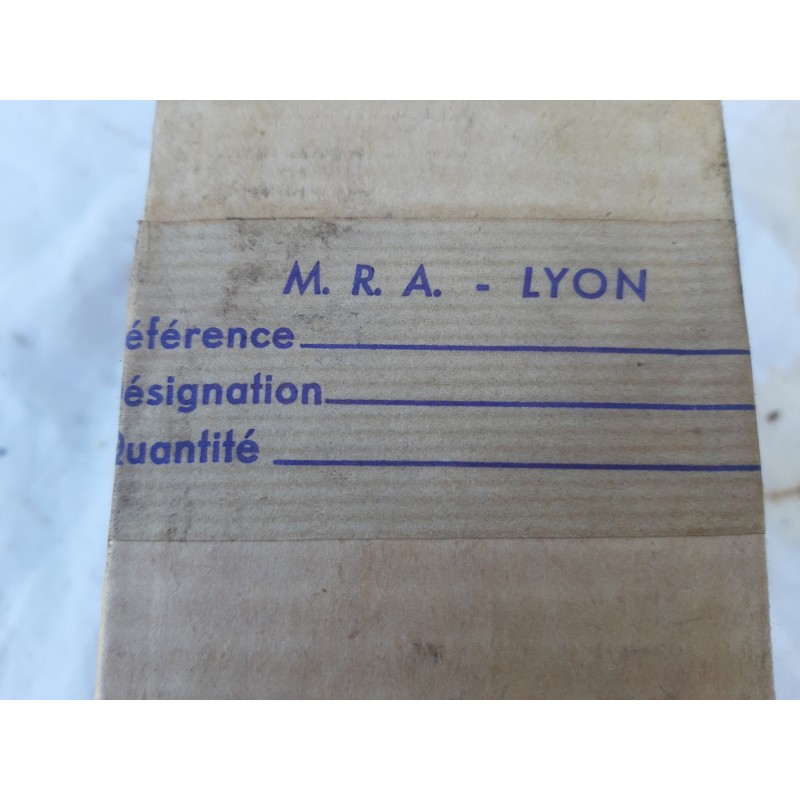 M. R. A. - LYON
éférence
ésignation
Quantité